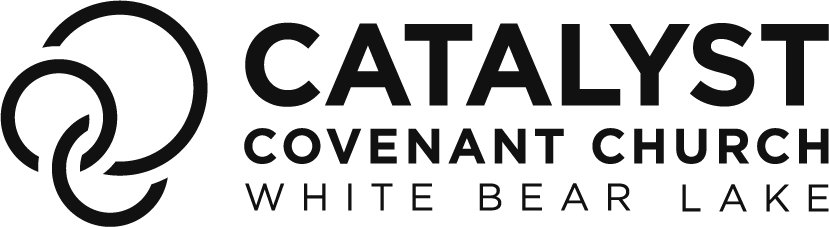 CATALYST
COVENANT CHURCH
WHITE BEAR LAKE